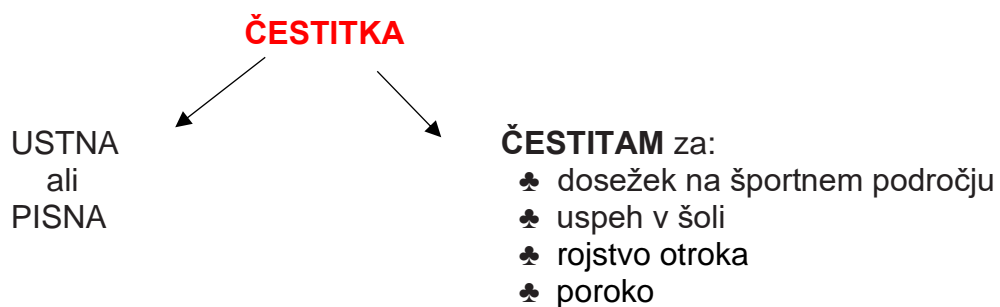 ČESTITKA
USTNA
ali
PISNA
ČESTITAM za:
♣ dosežek na športnem področju
♣ uspeh v šoli
♣ rojstvo otroka
♣ poroko